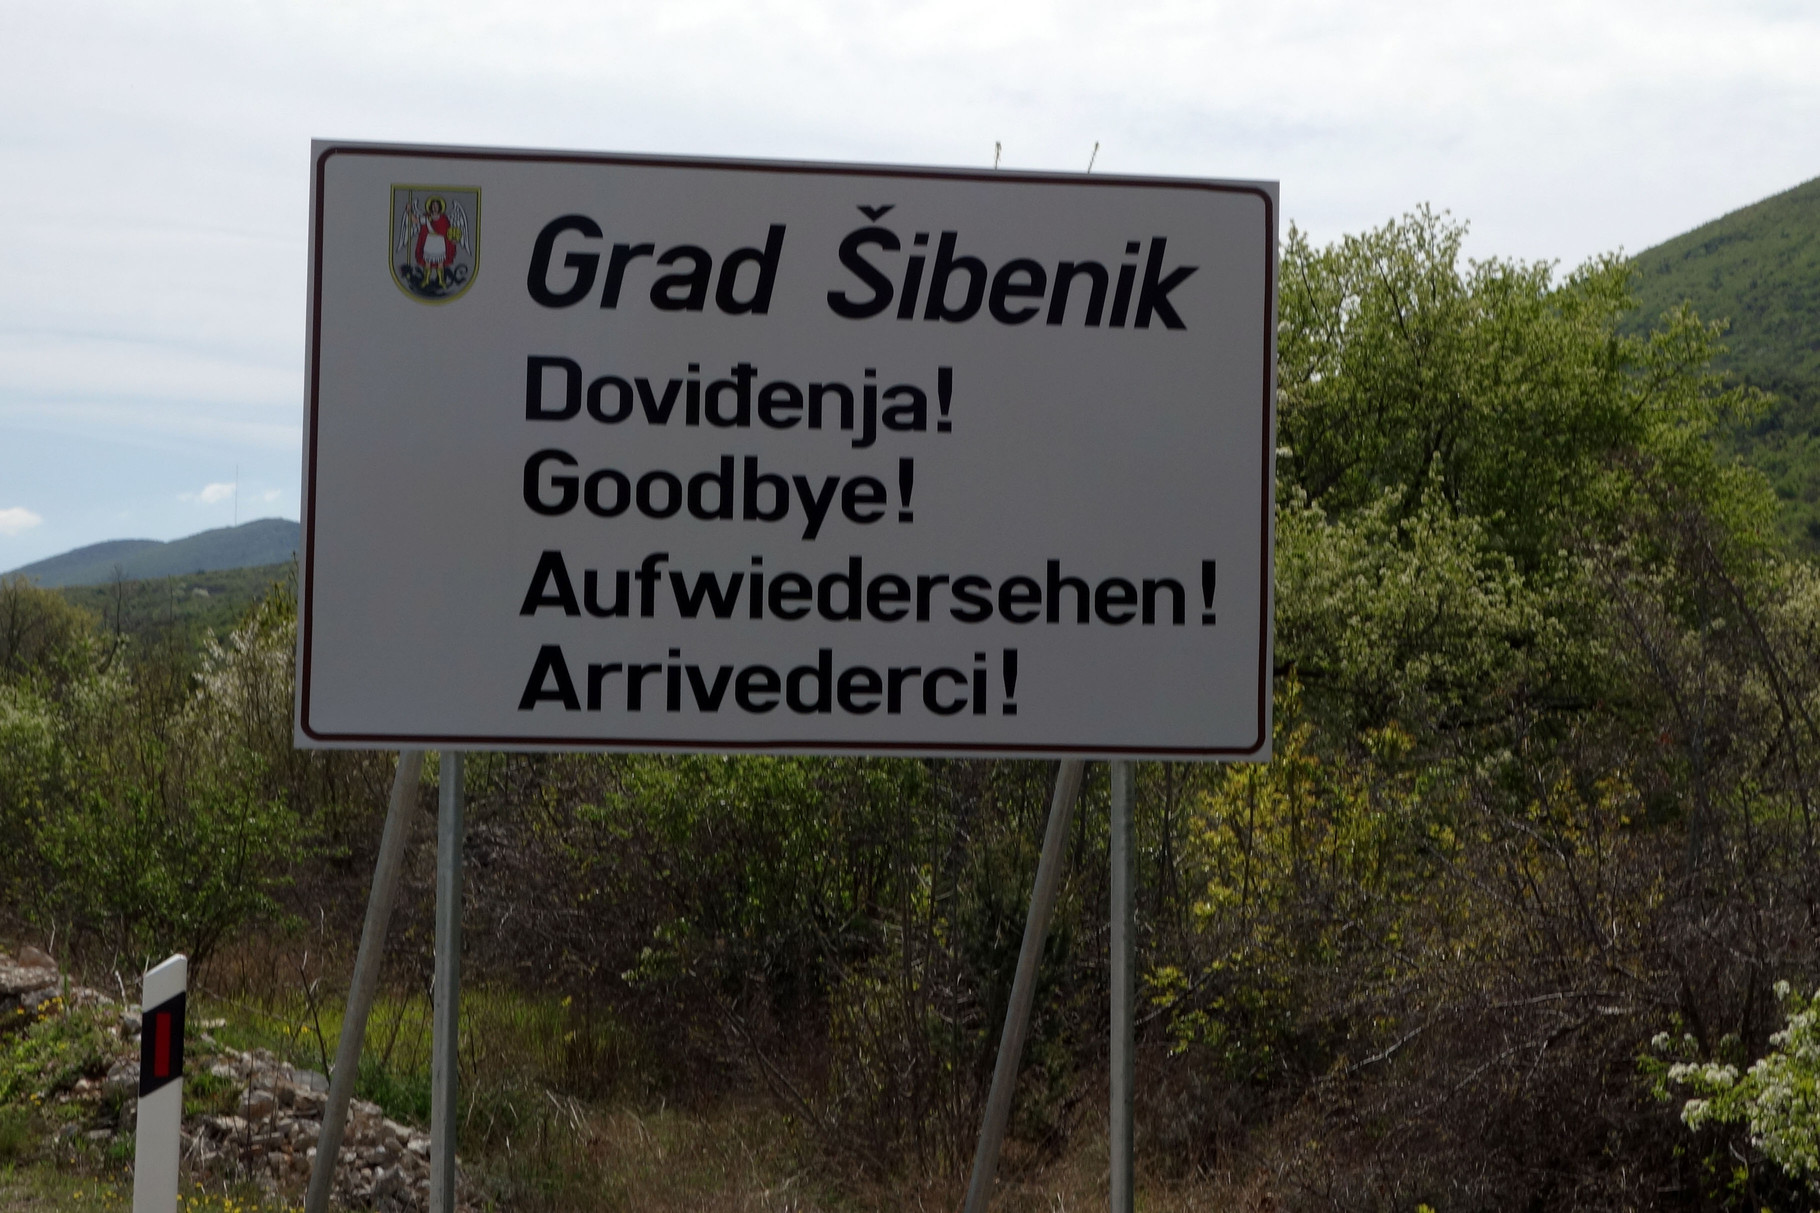 Grad Šibenik
Doviđenja!
Goodbye!
Aufwiedersehen!
Arrivederci!